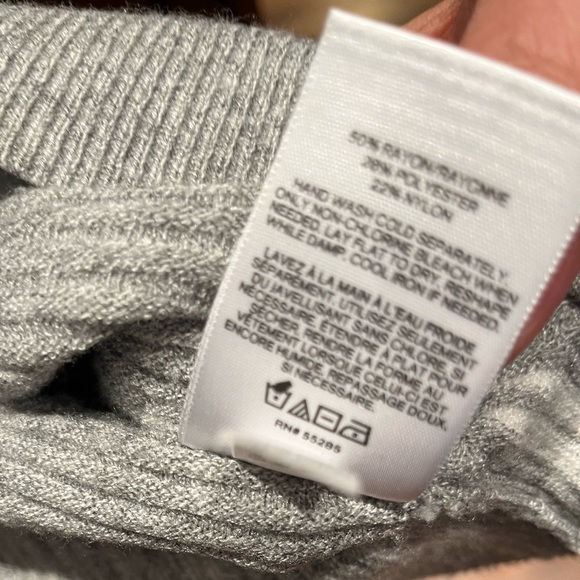 50% RAYON/RAYONNE
28% POLYESTER
22% NYLON
HAND WASH COLD SEPARATELY.
ONLY NON-CHLORINE BLEACH WHEN
NEEDED. LAY FLAT TO DRY. RESHAPE
WHILE DAMP. COOL IRON IF NEEDED.
LAVEZ À LA MAIN À L'EAU FROIDE
SÉPAREMENT. UTILISEZ SEULEMENT
DU JAVELLISANT SANS CHLORE, SI
NÉCESSAIRE. ÉTENDRE À PLAT POUR
SÉCHER. RENDRE LA FORME AU
VÊTEMENT LORSQUE CELUI-CI EST
ENCORE HUMIDE. REPASSAGE DOUX.
SI NECESSAIRE.
RN# 55285